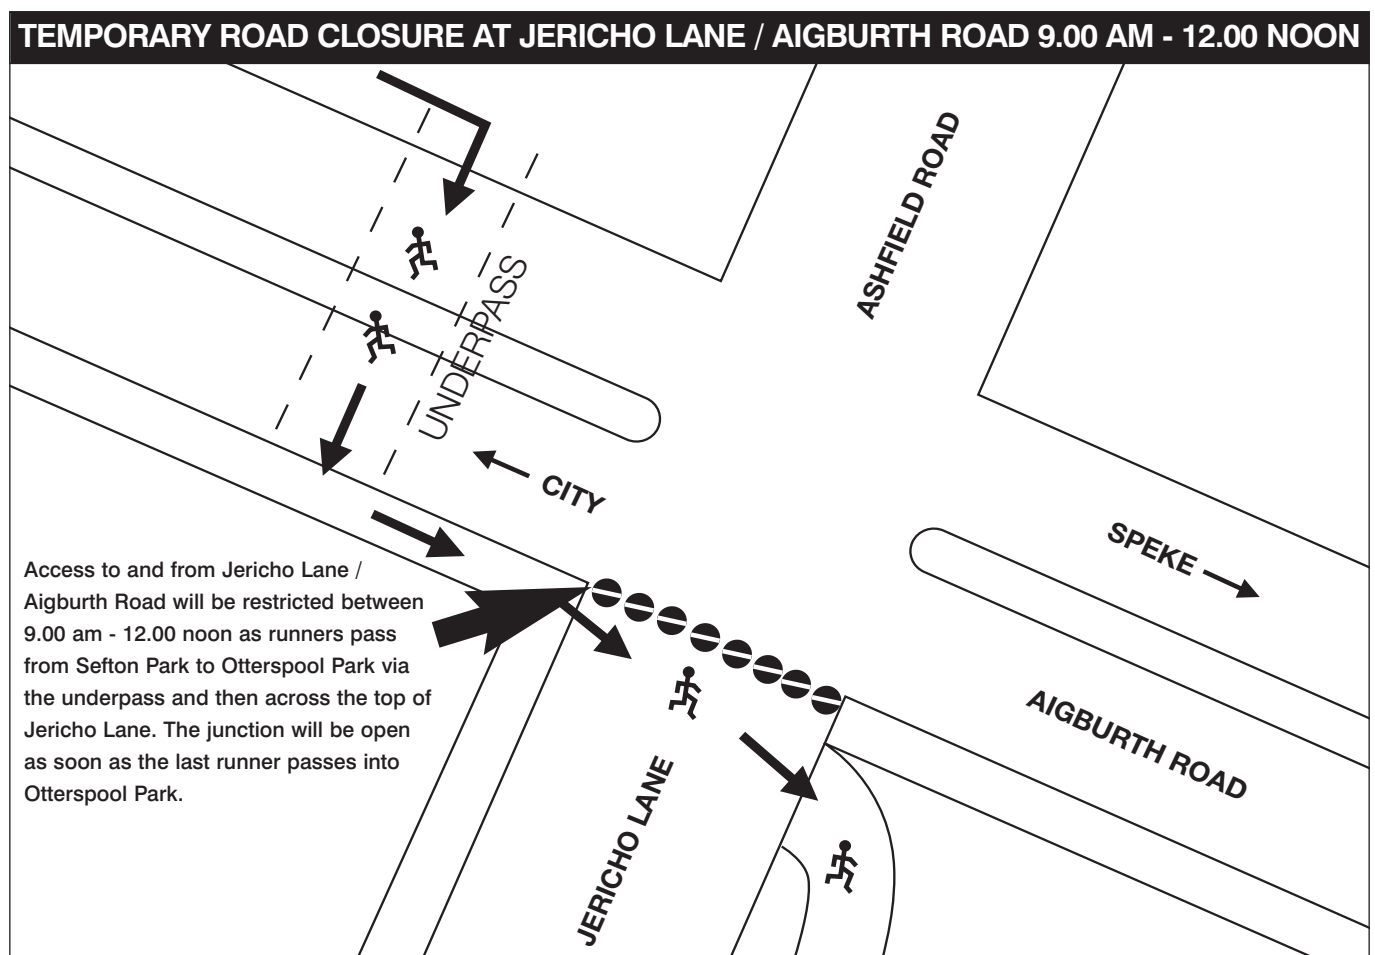 TEMPORARY ROAD CLOSURE AT JERICHO LANE / AIGBURTH ROAD 9.00 AM - 12.00 NOON
ASHFIELD ROAD
UNDERPASS
CITY
SPEKE
Access to and from Jericho Lane /
Aigburth Road will be restricted between
9.00 am - 12.00 noon as runners pass
from Sefton Park to Otterspool Park via
the underpass and then across the top of
Jericho Lane. The junction will be open
as soon as the last runner passes into
Otterspool Park.
AIGBURTH ROAD
JERICHO LANE